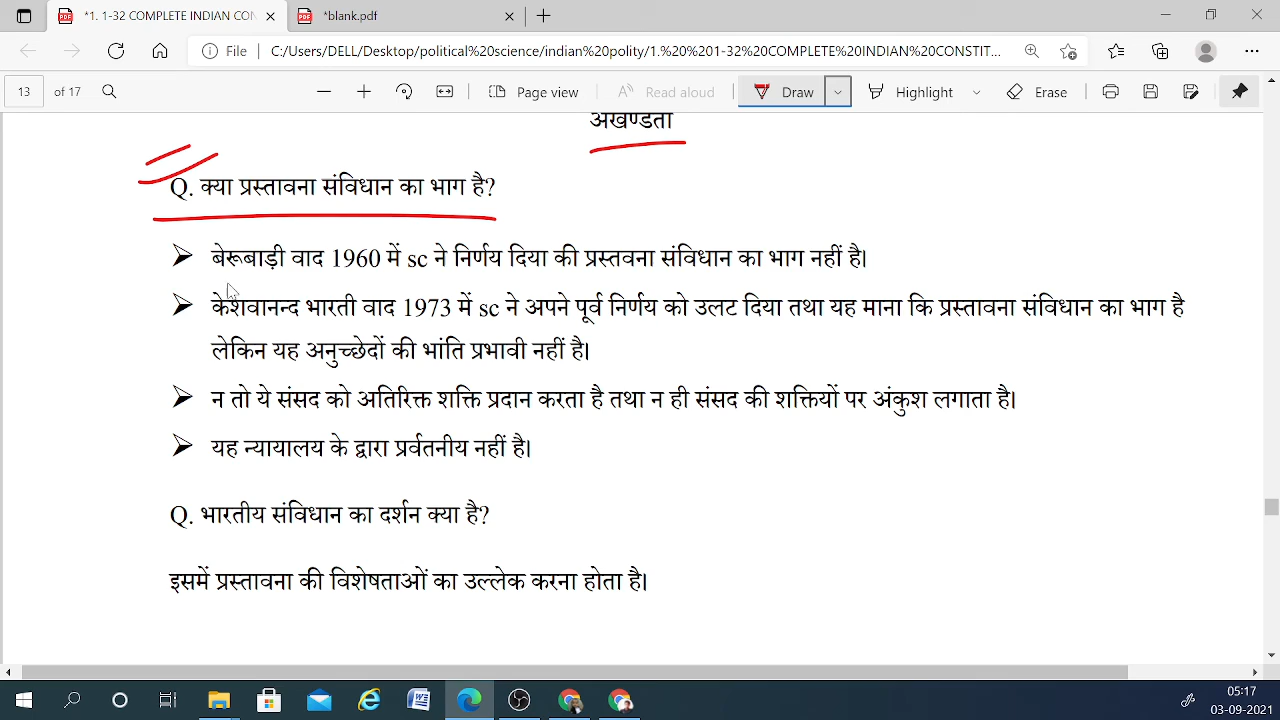 *1. 1-32 COMPLETE INDIAN CON
*blank.pdf
File
C:/Users/DELL/Desktop/political%20science/indian%20polity/1.%20%201-32%20COMPLETE%20INDIAN%20CONSTIT...
13 of 17
Page view
Read aloud
Draw
Highlight
Erase
अखण्डता
Q. क्या प्रस्तावना संविधान का भाग है?
➢ बेरूबाड़ी वाद 1960 में sc ने निर्णय दिया की प्रस्तवना संविधान का भाग नहीं है।
➢ केशवानन्द भारती वाद 1973 में sc ने अपने पूर्व निर्णय को उलट दिया तथा यह माना कि प्रस्तावना संविधान का भाग है
लेकिन यह अनुच्छेदों की भांति प्रभावी नहीं है।
➢ न तो ये संसद को अतिरिक्त शक्ति प्रदान करता है तथा न ही संसद की शक्तियों पर अंकुश लगाता है।
➢ यह न्यायालय के द्वारा प्रर्वतनीय नहीं है।
Q. भारतीय संविधान का दर्शन क्या है?
इसमें प्रस्तावना की विशेषताओं का उल्लेक करना होता है।
05:17
03-09-2021